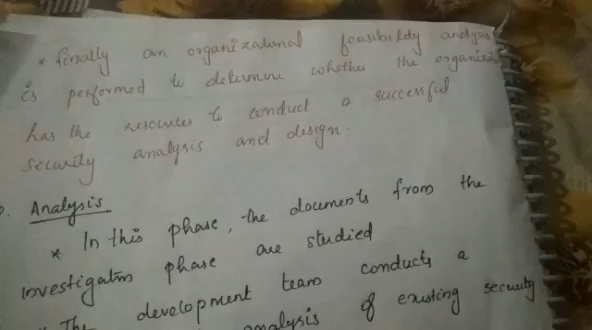 * Finally an organizational feasibility analysis
is performed to determine whether the
has the resources to conduct a successful
security analysis and design.
Analysis
* In this phase, the documents from the
investigation phase are studied
* The development team conducts a
analysis of existing security